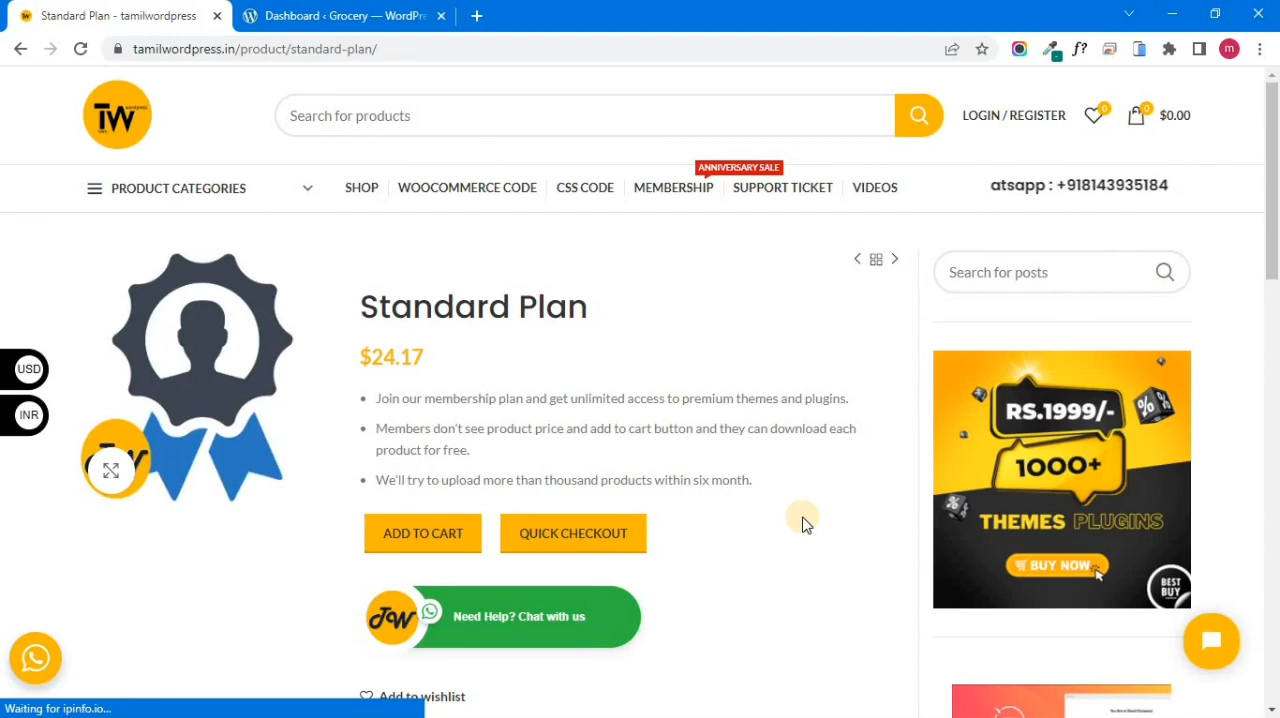 Standard Plan - tamilwordpress
Dashboard ‹ Grocery — WordPre
tamilwordpress.in/product/standard-plan/
f?
m
wordpress
TW
Search for products
LOGIN / REGISTER
0
0
$0.00
ANNIVERSARY SALE
PRODUCT CATEGORIES
SHOP
WOOCOMMERCE CODE
CSS CODE
MEMBERSHIP
SUPPORT TICKET
VIDEOS
atsapp : +918143935184
Standard Plan
$24.17
• Join our membership plan and get unlimited access to premium themes and plugins.
• Members don't see product price and add to cart button and they can download each
product for free.
• We'll try to upload more than thousand products within six month.
ADD TO CART
QUICK CHECKOUT
TW
Need Help? Chat with us
Add to wishlist
USD
INR
Search for posts
RS.1999/-
%
1000+
THEMES PLUGINS
BUY NOW
BEST
BUY
Waiting for ipinfo.io...